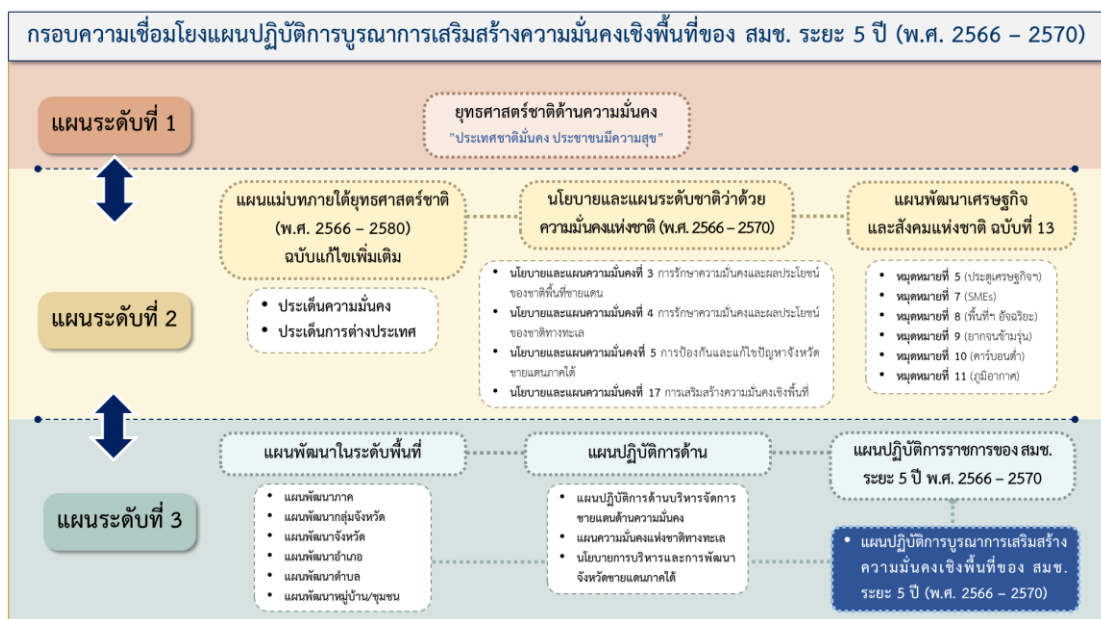 กรอบความเชื่อมโยงแผนปฏิบัติการบูรณาการเสริมสร้างความมั่นคงเชิงพื้นที่ของ สมช. ระยะ 5 ปี (พ.ศ. 2566 – 2570)
แผนระดับที่ 1
ยุทธศาสตร์ชาติด้านความมั่นคง
"ประเทศชาติมั่นคง ประชาชนมีความสุข"
แผนระดับที่ 2
แผนแม่บทภายใต้ยุทธศาสตร์ชาติ
(พ.ศ. 2566 – 2580)
ฉบับแก้ไขเพิ่มเติม
• ประเด็นความมั่นคง
• ประเด็นการต่างประเทศ
นโยบายและแผนระดับชาติว่าด้วย
ความมั่นคงแห่งชาติ (พ.ศ. 2566 – 2570)
• นโยบายและแผนความมั่นคงที่ 3 การรักษาความมั่นคงและผลประโยชน์
ของชาติพื้นที่ชายแดน
• นโยบายและแผนความมั่นคงที่ 4 การรักษาความมั่นคงและผลประโยชน์
ของชาติทางทะเล
• นโยบายและแผนความมั่นคงที่ 5 การป้องกันและแก้ไขปัญหาจังหวัด
ชายแดนภาคใต้
• นโยบายและแผนความมั่นคงที่ 17 การเสริมสร้างความมั่นคงเชิงพื้นที่
แผนพัฒนาเศรษฐกิจ
และสังคมแห่งชาติ ฉบับที่ 13
• หมุดหมายที่ 5 (ประตูเศรษฐกิจฯ)
• หมุดหมายที่ 7 (SMEs)
• หมุดหมายที่ 8 (พื้นที่ฯ อัจฉริยะ)
• หมุดหมายที่ 9 (ยากจนข้ามรุ่น)
• หมุดหมายที่ 10 (คาร์บอนต่ำ)
• หมุดหมายที่ 11 (ภูมิอากาศ)
แผนระดับที่ 3
แผนพัฒนาในระดับพื้นที่
• แผนพัฒนาภาค
• แผนพัฒนากลุ่มจังหวัด
• แผนพัฒนาจังหวัด
• แผนพัฒนาอำเภอ
• แผนพัฒนาตำบล
• แผนพัฒนาหมู่บ้าน/ชุมชน
แผนปฏิบัติการด้าน
• แผนปฏิบัติการด้านบริหารจัดการ
ชายแดนด้านความมั่นคง
• แผนความมั่นคงแห่งชาติทางทะเล
• นโยบายการบริหารและการพัฒนา
จังหวัดชายแดนภาคใต้
แผนปฏิบัติการราชการของ สมช.
ระยะ 5 ปี พ.ศ. 2566 – 2570
• แผนปฏิบัติการบูรณาการเสริมสร้าง
ความมั่นคงเชิงพื้นที่ของ สมช.
ระยะ 5 ปี (พ.ศ. 2566 – 2570)